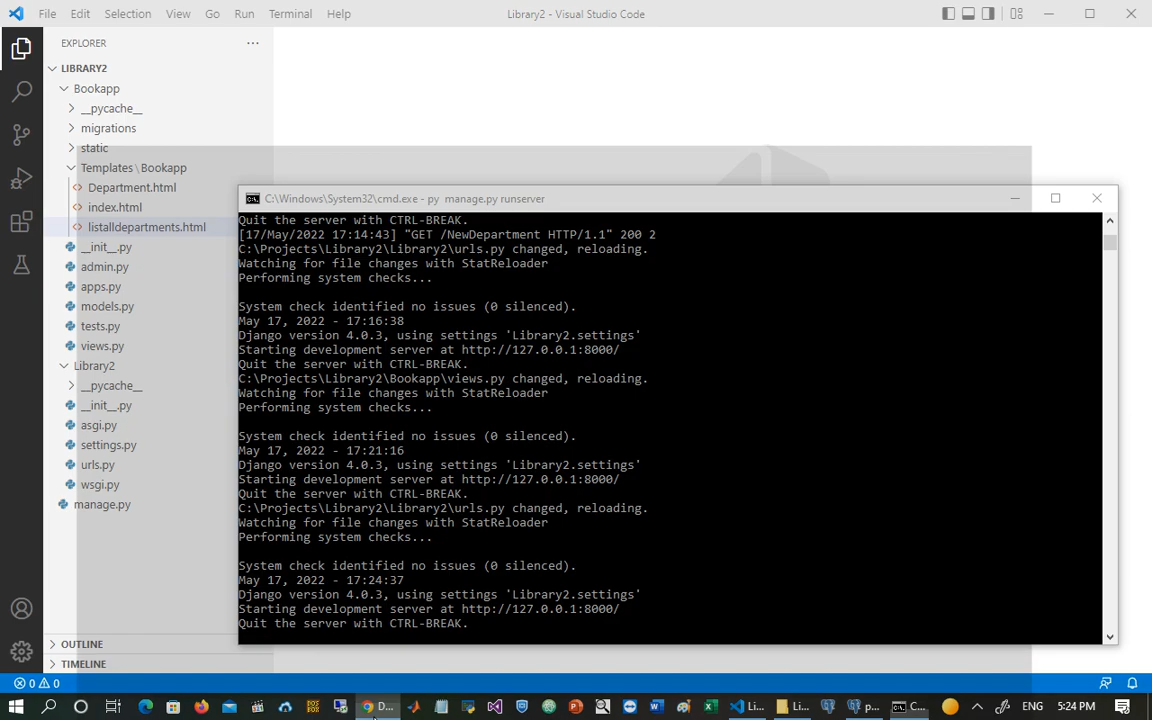 File Edit Selection View Go Run Terminal Help
Library2 - Visual Studio Code
EXPLORER
LIBRARY2
Bookapp
__pycache__
migrations
static
Templates\Bookapp
Department.html
index.html
listalldepartments.html
__init__.py
admin.py
apps.py
models.py
tests.py
views.py
Library2
__pycache__
__init__.py
asgi.py
settings.py
urls.py
wsgi.py
manage.py
OUTLINE
TIMELINE
0 0
C:\Windows\System32\cmd.exe - py manage.py runserver
Quit the server with CTRL-BREAK.
[17/May/2022 17:14:43] "GET /NewDepartment HTTP/1.1" 200 2
C:\Projects\Library2\Library2\urls.py changed, reloading.
Watching for file changes with StatReloader
Performing system checks...
System check identified no issues (0 silenced).
May 17, 2022 - 17:16:38
Django version 4.0.3, using settings 'Library2.settings'
Starting development server at http://127.0.0.1:8000/
Quit the server with CTRL-BREAK.
C:\Projects\Library2\Bookapp\views.py changed, reloading.
Watching for file changes with StatReloader
Performing system checks...
System check identified no issues (0 silenced).
May 17, 2022 - 17:21:16
Django version 4.0.3, using settings 'Library2.settings'
Starting development server at http://127.0.0.1:8000/
Quit the server with CTRL-BREAK.
C:\Projects\Library2\Library2\urls.py changed, reloading.
Watching for file changes with StatReloader
Performing system checks...
System check identified no issues (0 silenced).
May 17, 2022 - 17:24:37
Django version 4.0.3, using settings 'Library2.settings'
Starting development server at http://127.0.0.1:8000/
Quit the server with CTRL-BREAK.
D... Li... Li... p... C... ENG 5:24 PM